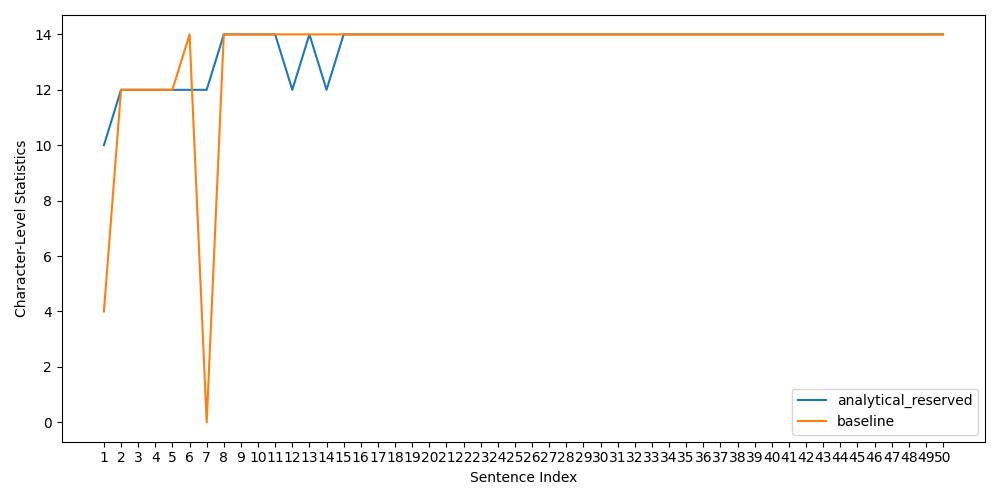 14
12
10
8
6
4
2
0
Character-Level Statistics
1 2 3 4 5 6 7 8 9 10 11 12 13 14 15 16 17 18 19 20 21 22 23 24 25 26 27 28 29 30 31 32 33 34 35 36 37 38 39 40 41 42 43 44 45 46 47 48 49 50
Sentence Index
analytical_reserved
baseline